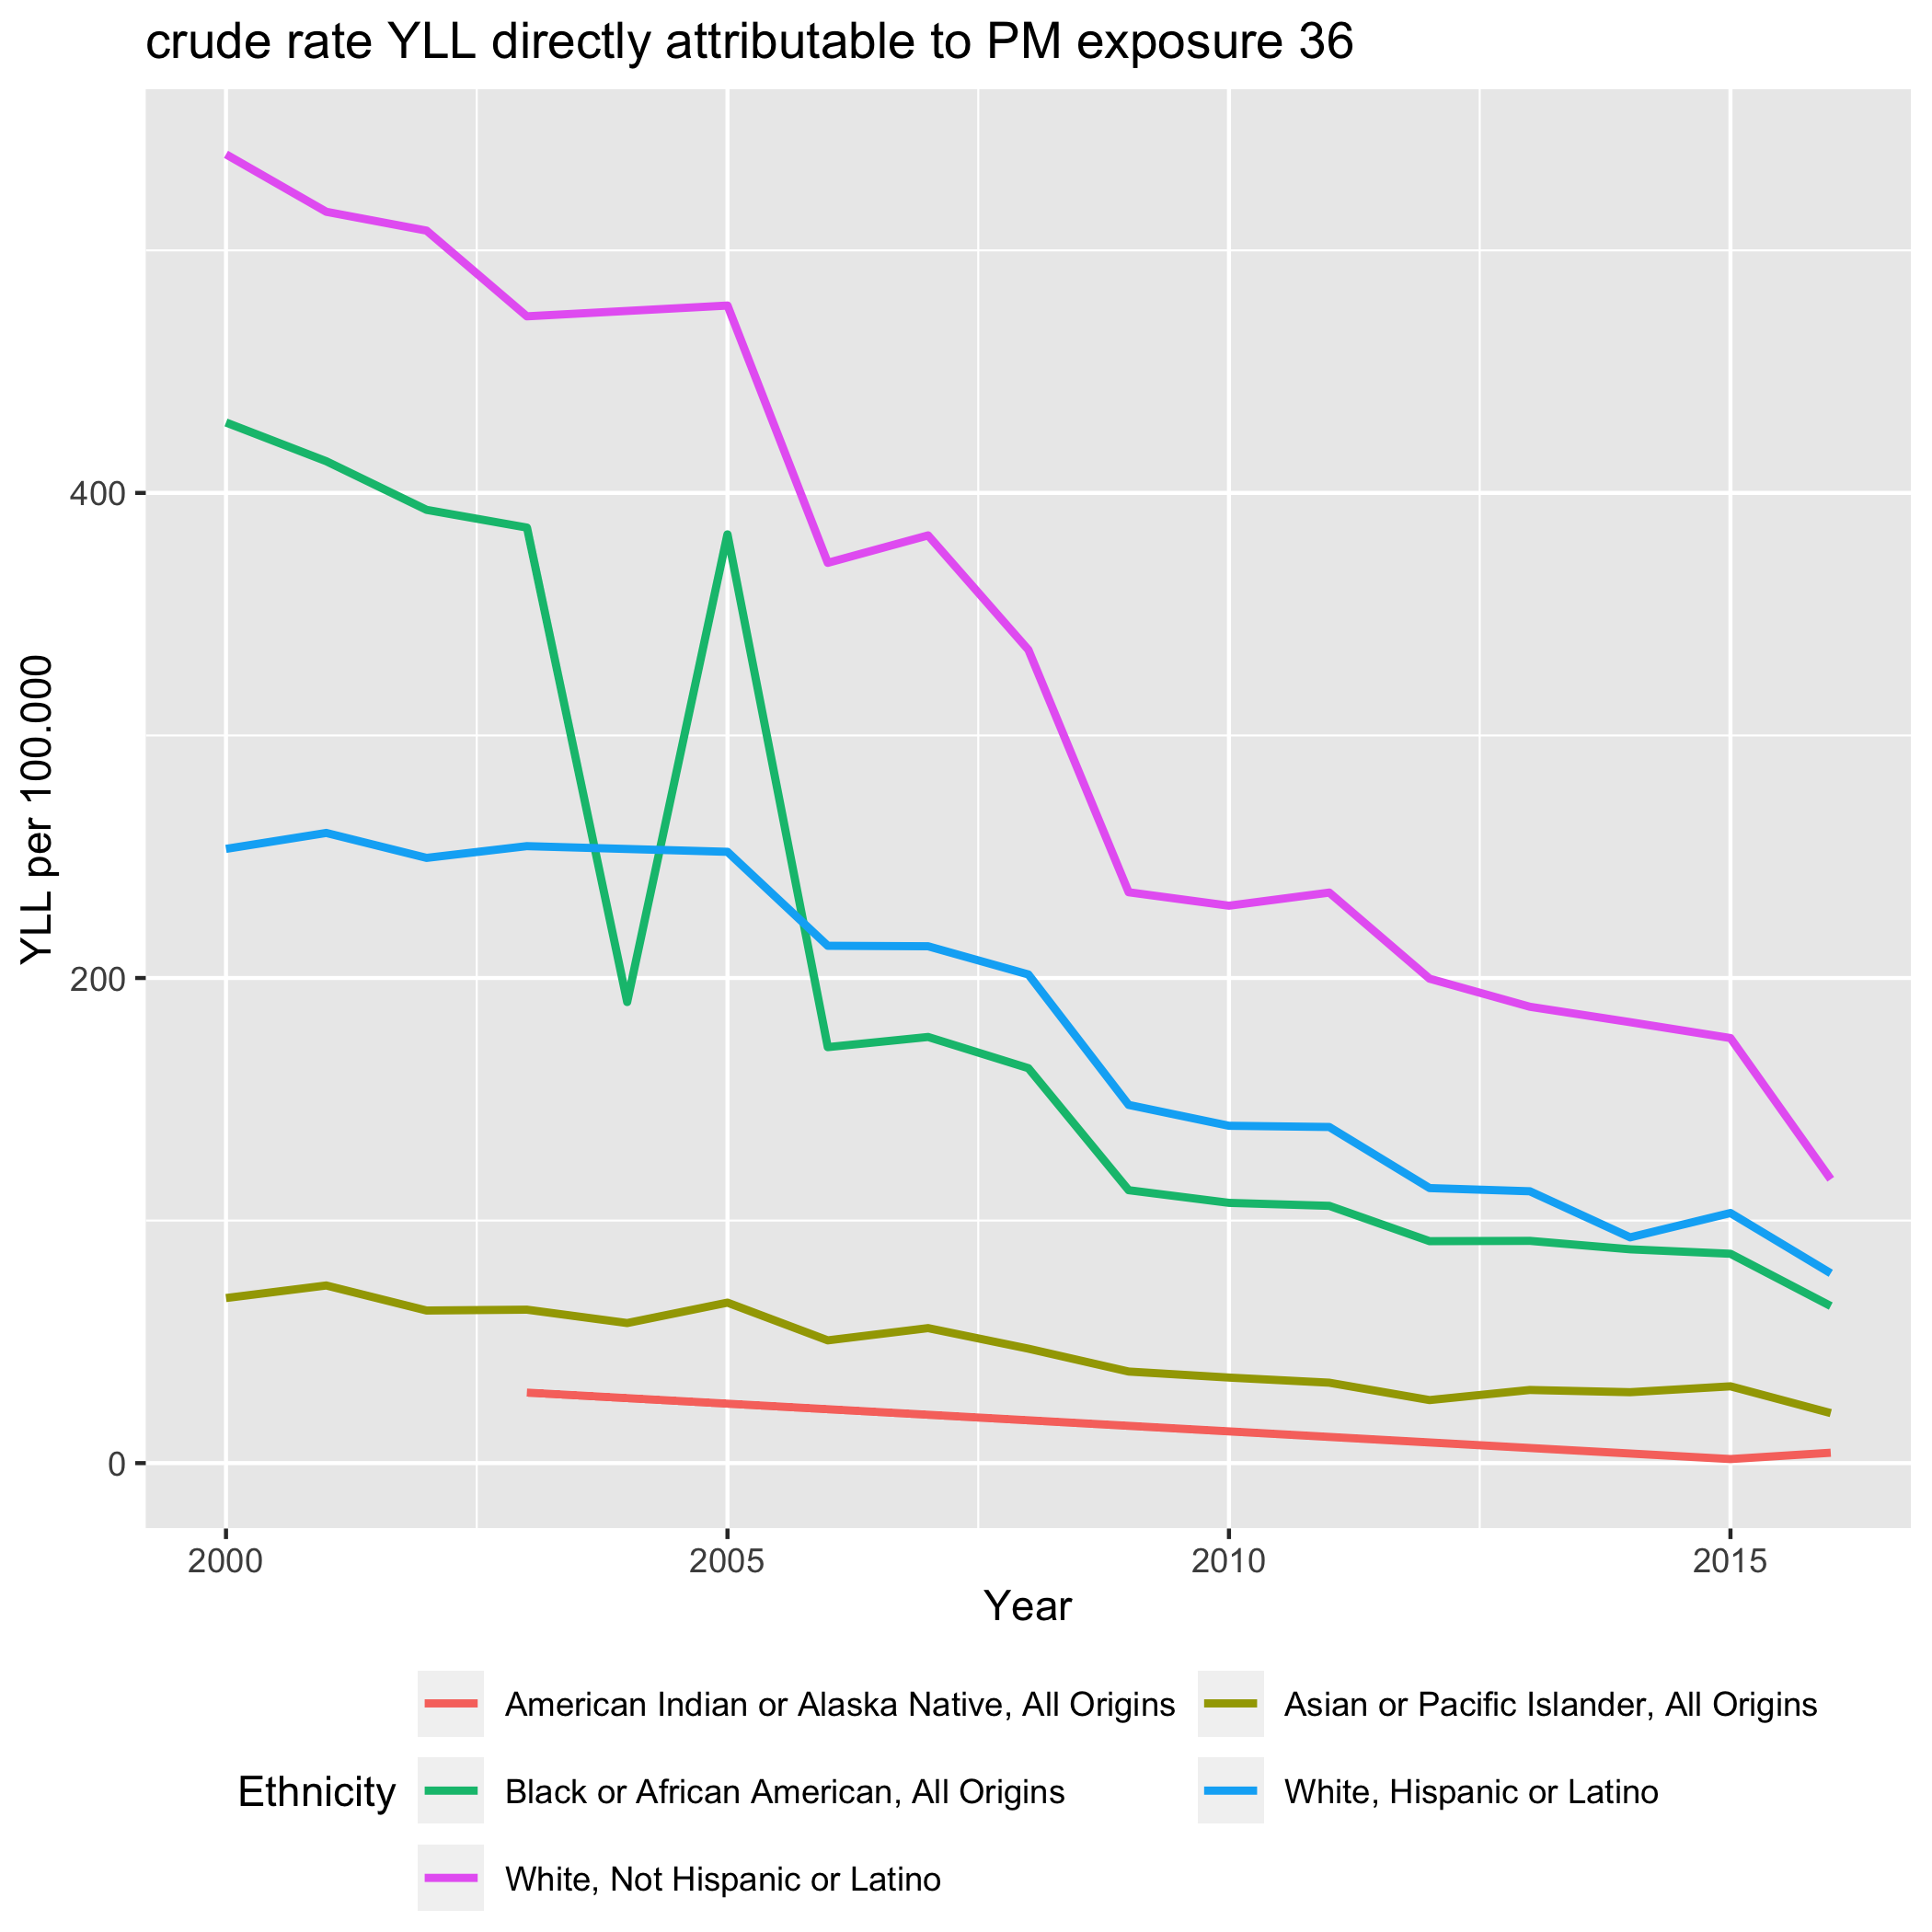 crude rate YLL directly attributable to PM exposure 36
YLL per 100.000
400
200
0
2000
2005
2010
2015
Year
Ethnicity
American Indian or Alaska Native, All Origins
Asian or Pacific Islander, All Origins
Black or African American, All Origins
White, Hispanic or Latino
White, Not Hispanic or Latino